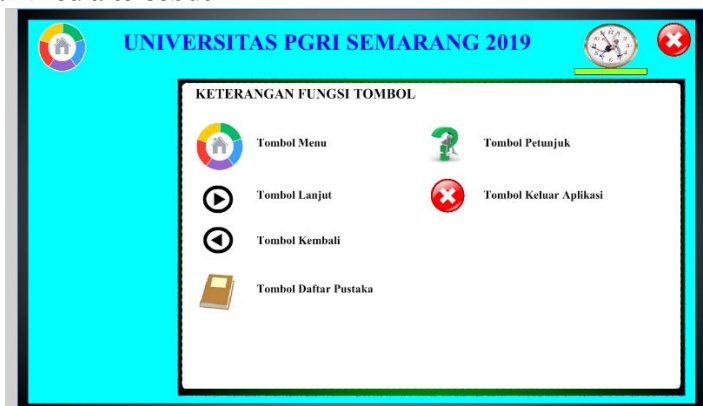 UNIVERSITAS PGRI SEMARANG 2019
KETERANGAN FUNGSI TOMBOL
Tombol Menu
Tombol Petunjuk
Tombol Lanjut
Tombol Keluar Aplikasi
Tombol Kembali
Tombol Daftar Pustaka